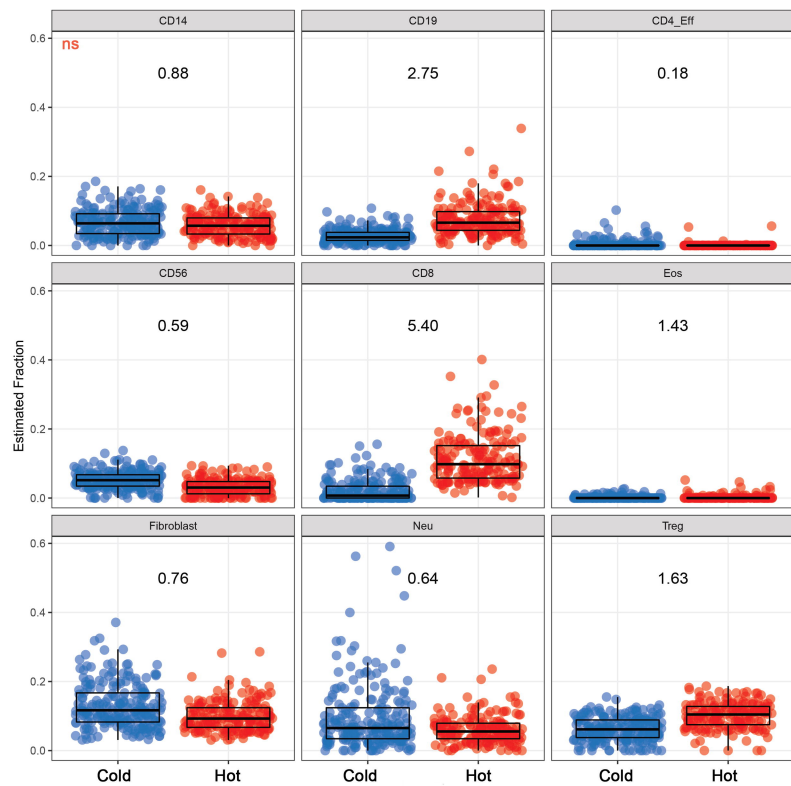 CD14 CD19 CD4_Eff
0.6 ns
0.88 2.75 0.18
0.4
0.2
0.0
CD56 CD8 Eos
0.6
0.59 5.40 1.43
0.4
0.2
0.0
Estimated Fraction
Fibroblast Neu Treg
0.6
0.76 0.64 1.63
0.4
0.2
0.0
Cold Hot Cold Hot Cold Hot